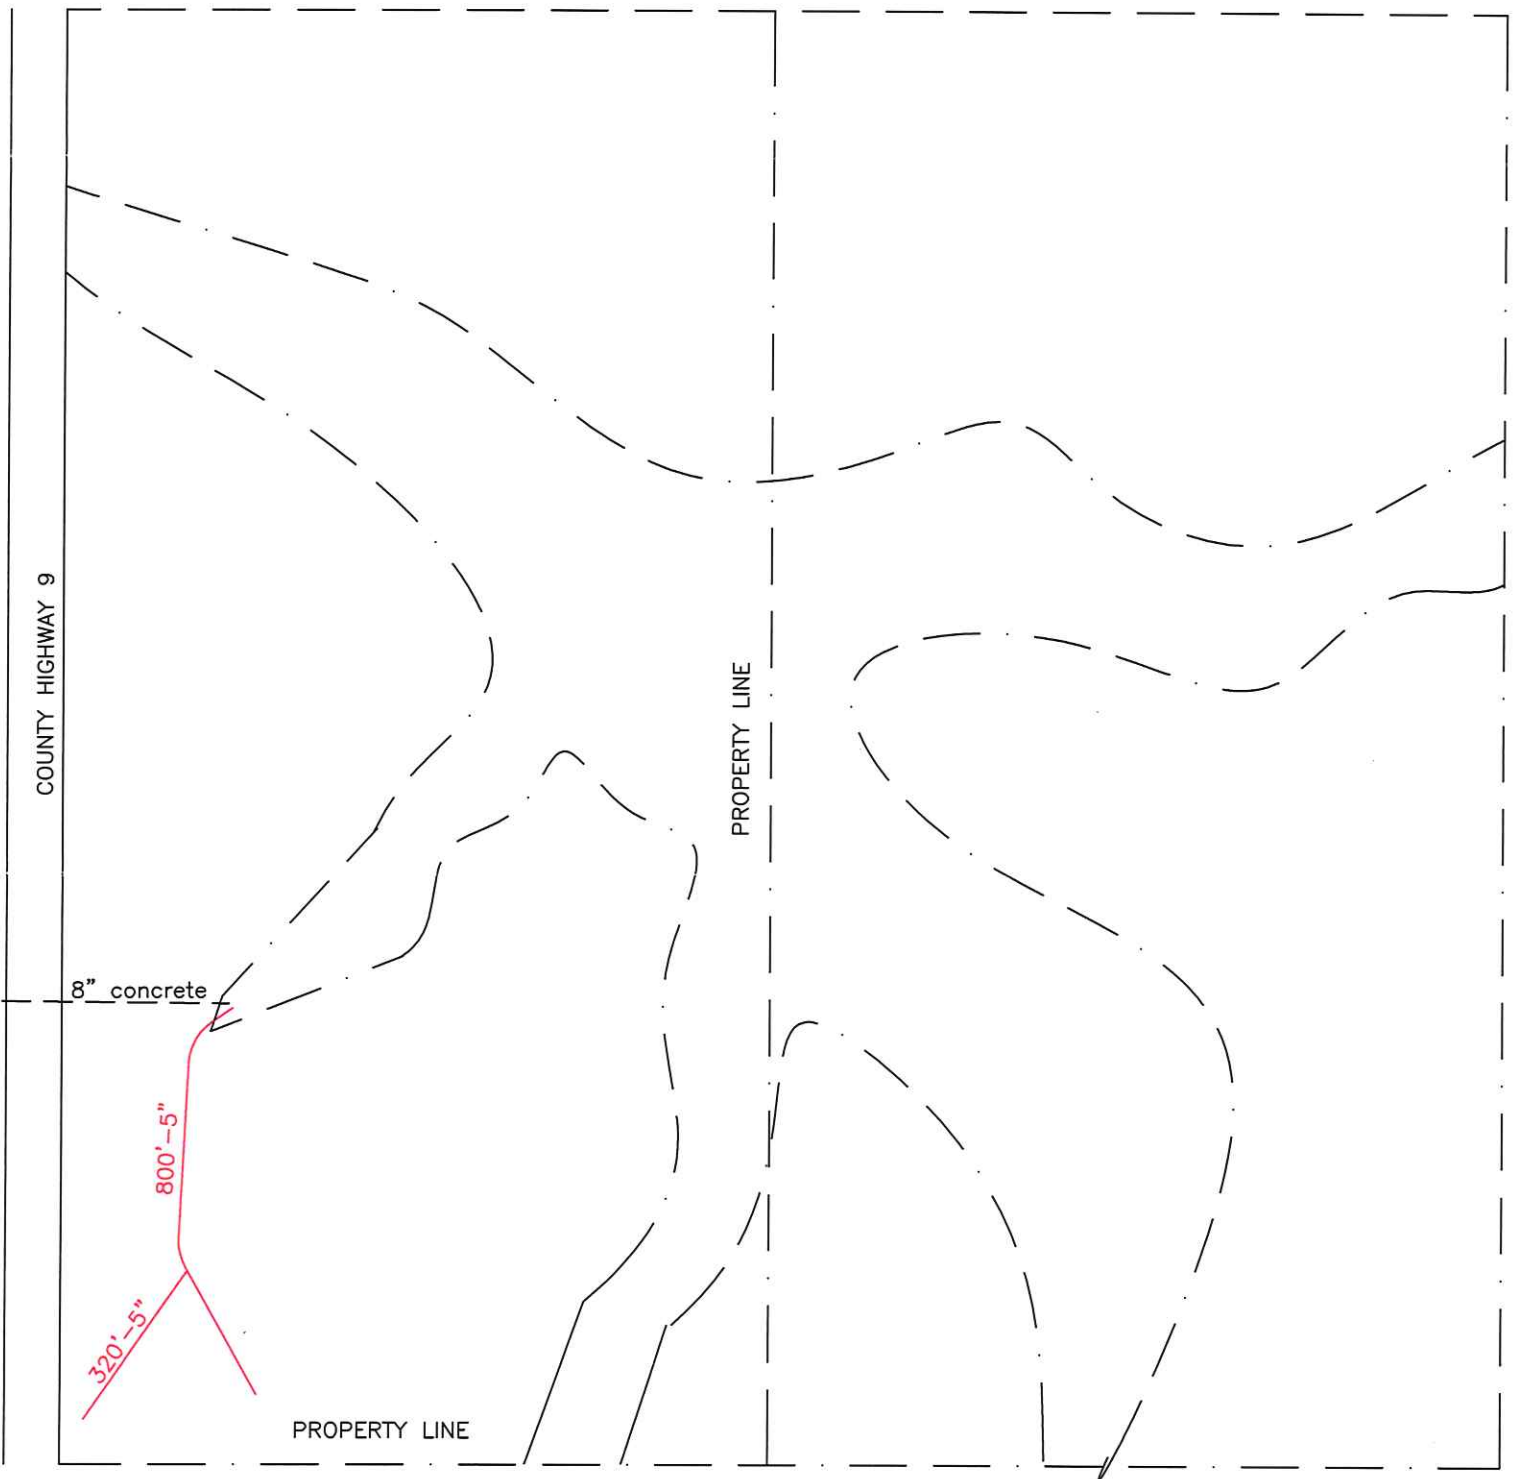 COUNTY HIGHWAY 9
PROPERTY LINE
8” concrete
800'-5"
320'-5"
PROPERTY LINE